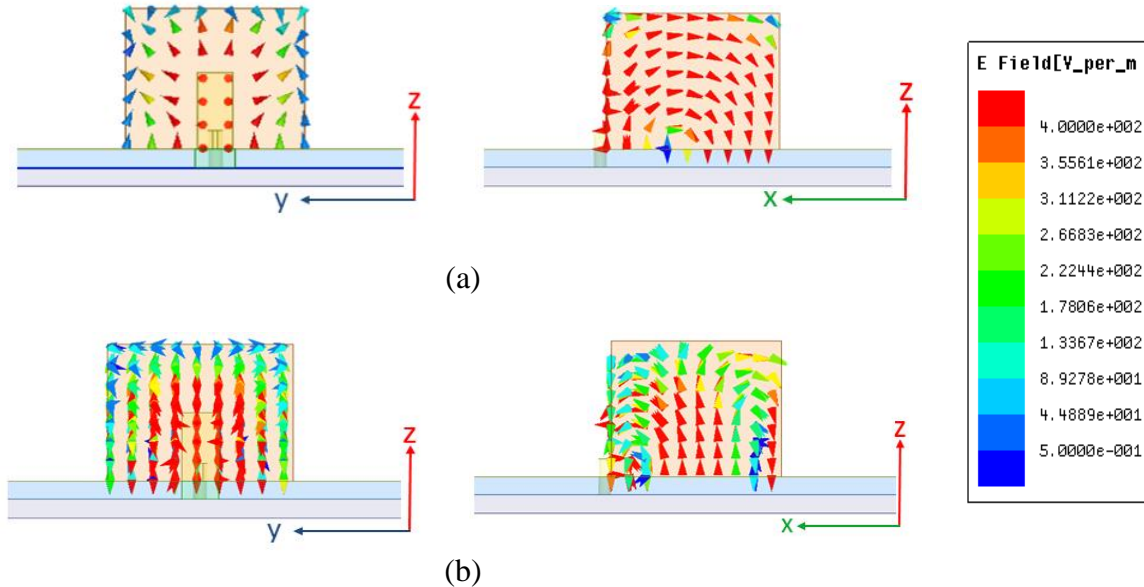 z
y
z
x
(a)
z
y
z
x
(b)
E Field[V_per_m
4.0000e+002
3.5561e+002
3.1122e+002
2.6683e+002
2.2244e+002
1.7806e+002
1.3367e+002
8.9278e+001
4.4889e+001
5.0000e-001